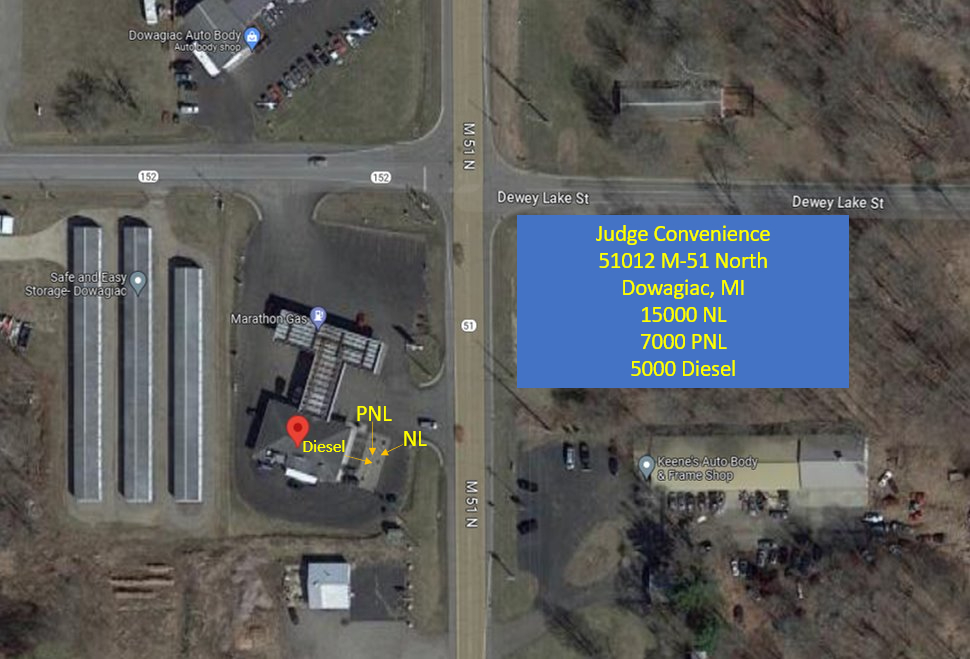 Dowagiac Auto Body
Auto body shop
M 51 N
152
152
Dewey Lake St
Dewey Lake St
Judge Convenience
51012 M-51 North
Dowagiac, MI
15000 NL
7000 PNL
5000 Diesel
Safe and Easy
Storage- Dowagiac
Marathon Gas
51
PNL
NL
Diesel
Keene's Auto Body
& Frame Shop
M 51 N